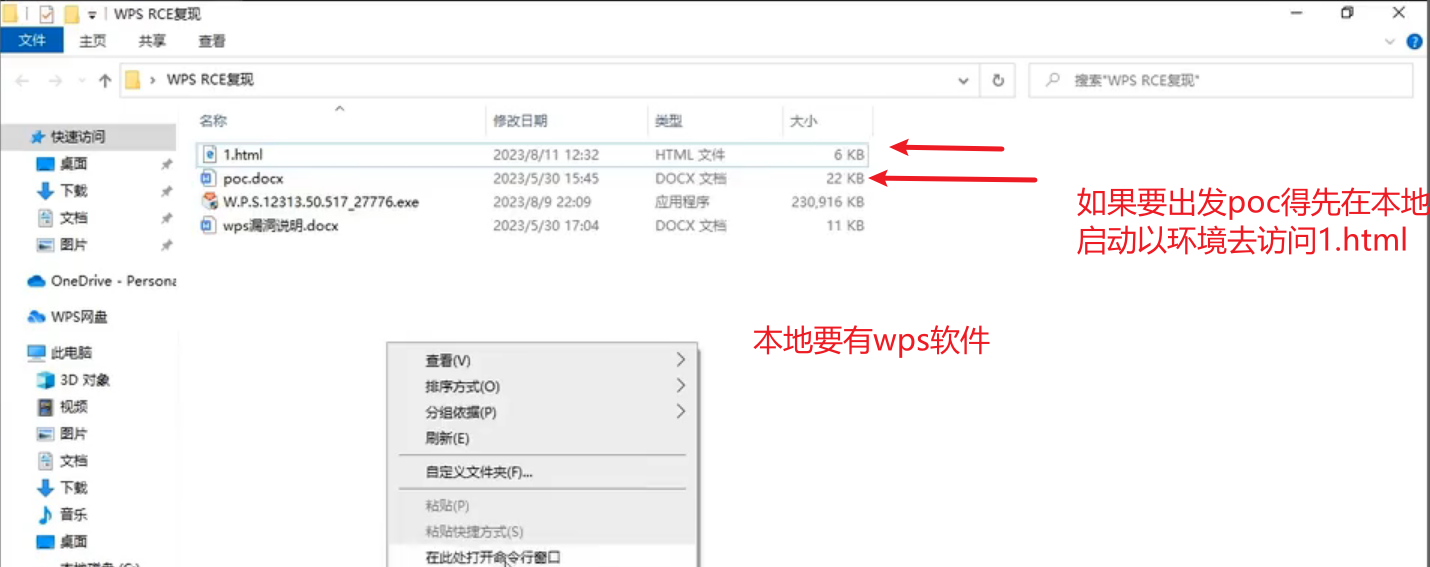 WPS RCE复现
文件 主页 共享 查看
WPS RCE复现 搜索"WPS RCE复现"
名称 修改日期 类型 大小
快速访问
1.html 2023/8/11 12:32 HTML 文件 6 KB
桌面
poc.docx 2023/5/30 15:45 DOCX 文档 22 KB
下载
W.P.S.12313.50.517_27776.exe 2023/8/9 22:09 应用程序 230,916 KB
文档
wps漏洞说明.docx 2023/5/30 17:04 DOCX 文档 11 KB
图片
如果要出发poc得先在本地
启动以环境去访问1.html
OneDrive - Persona
WPS网盘
本地要有wps软件
此电脑
3D 对象
视频
图片
文档
下载
音乐
桌面
本地磁盘 (C:)
查看(V)
排序方式(O)
分组依据(P)
刷新(E)
自定义文件夹(F)...
粘贴(P)
粘贴快捷方式(S)
在此处打开命令行窗口